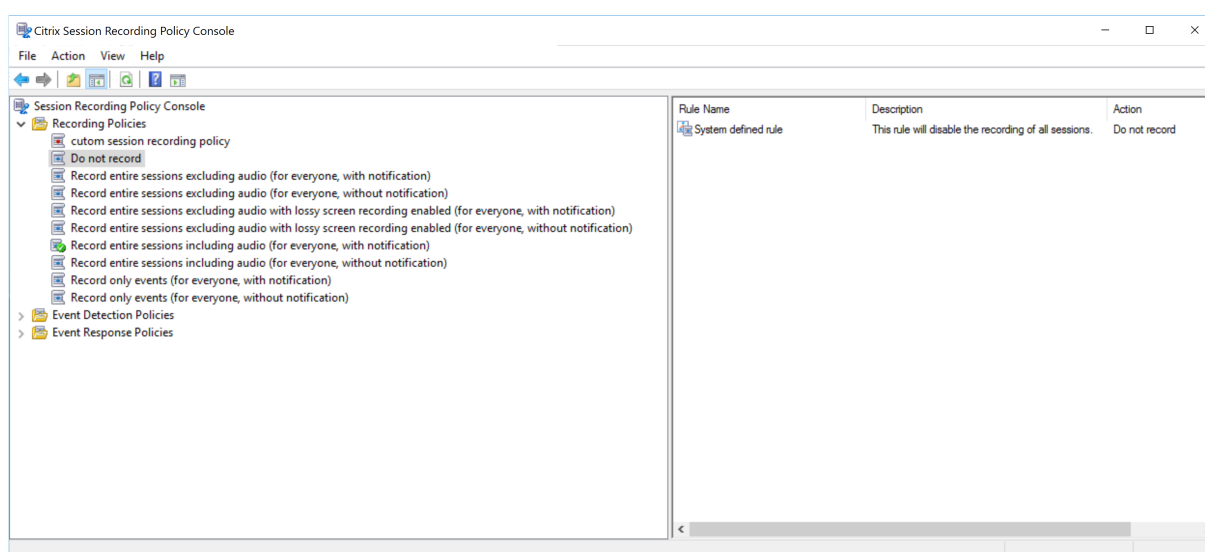 Citrix Session Recording Policy Console
File Action View Help
Session Recording Policy Console
Recording Policies
cutom session recording policy
Do not record
Record entire sessions excluding audio (for everyone, with notification)
Record entire sessions excluding audio (for everyone, without notification)
Record entire sessions excluding audio with lossy screen recording enabled (for everyone, with notification)
Record entire sessions excluding audio with lossy screen recording enabled (for everyone, without notification)
Record entire sessions including audio (for everyone, with notification)
Record entire sessions including audio (for everyone, without notification)
Record only events (for everyone, with notification)
Record only events (for everyone, without notification)
Event Detection Policies
Event Response Policies
Rule Name Description Action
System defined rule This rule will disable the recording of all sessions. Do not record